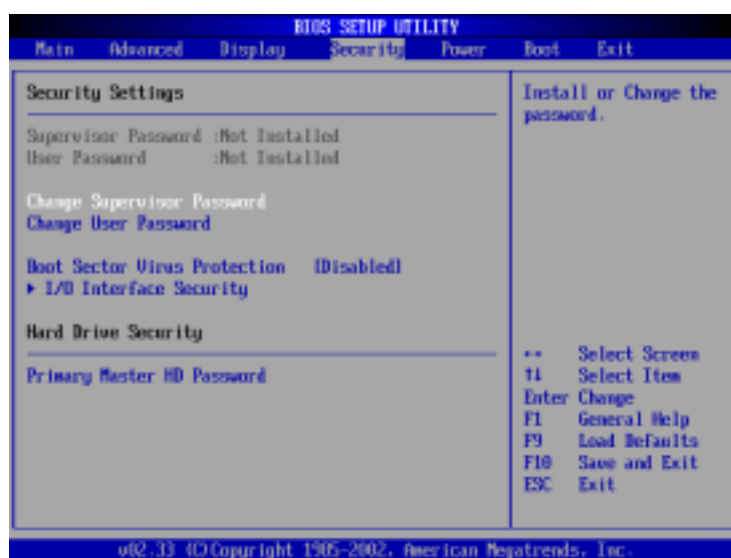 BIOS SETUP UTILITY
Main Advanced Display Security Power Boot Exit
Security Settings
Supervisor Password :Not Installed
User Password :Not Installed
Change Supervisor Password
Change User Password
Boot Sector Virus Protection [Disabled]
▶ I/O Interface Security
Hard Drive Security
Primary Master HD Password
Install or Change the
password.
↔ Select Screen
↑↓ Select Item
Enter Change
F1 General Help
F9 Load Defaults
F10 Save and Exit
ESC Exit
v02.33 (C)Copyright 1985-2002, American Megatrends, Inc.